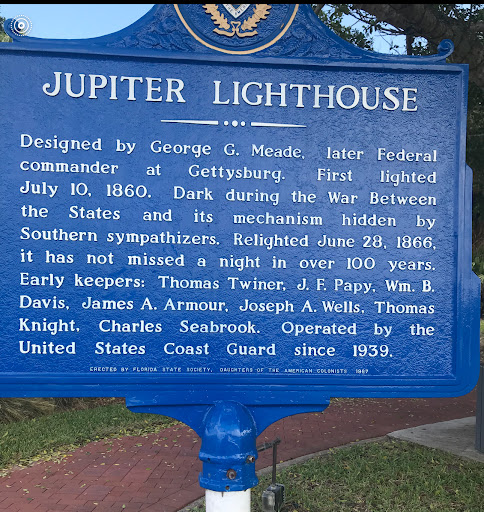 JUPITER LIGHTHOUSE
Designed by George G. Meade, later Federal
commander at Gettysburg. First lighted
July 10, 1860. Dark during the War Between
the States and its mechanism hidden by
Southern sympathizers. Relighted June 28, 1866,
it has not missed a night in over 100 years.
Early keepers: Thomas Twiner, J. F. Papy, Wm. B.
Davis, James A. Armour, Joseph A. Wells, Thomas
Knight, Charles Seabrook. Operated by the
United States Coast Guard since 1939.
ERECTED BY FLORIDA STATE SOCIETY, DAUGHTERS OF THE AMERICAN COLONISTS